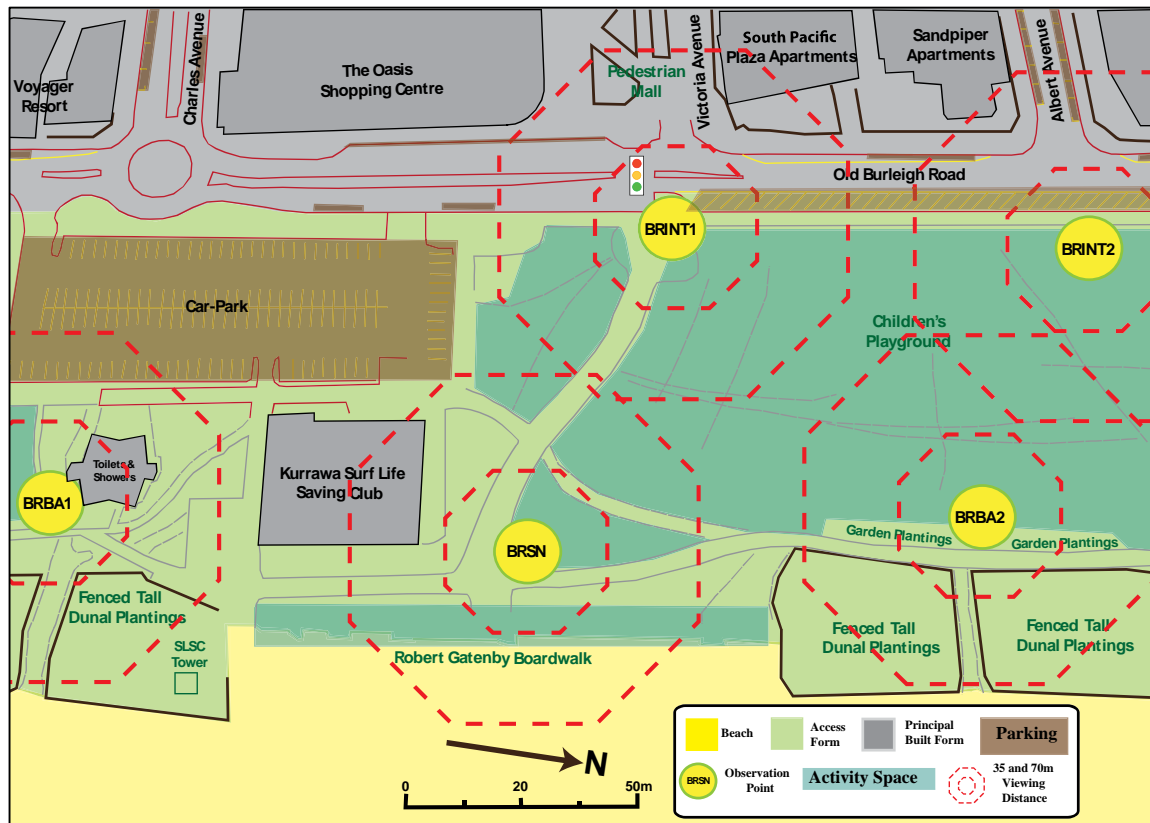 Voyager
Resort
Charles Avenue
The Oasis
Shopping Centre
Pedestrian
Mall
Victoria Avenue
South Pacific
Plaza Apartments
Sandpiper
Apartments
Albert Avenue
Old Burleigh Road
BRINT1
BRINT2
Car-Park
Children's
Playground
Toilets &
Showers
BRBA1
Kurrawa Surf Life
Saving Club
BRSN
BRBA2
Garden Plantings
Garden Plantings
Fenced Tall
Dunal Plantings
SLSC
Tower
Robert Gatenby Boardwalk
Fenced Tall
Dunal Plantings
Fenced Tall
Dunal Plantings
N
0 20 50m
Beach
Access
Form
Principal
Built Form
Parking
BRSN
Observation
Point
Activity Space
35 and 70m
Viewing
Distance